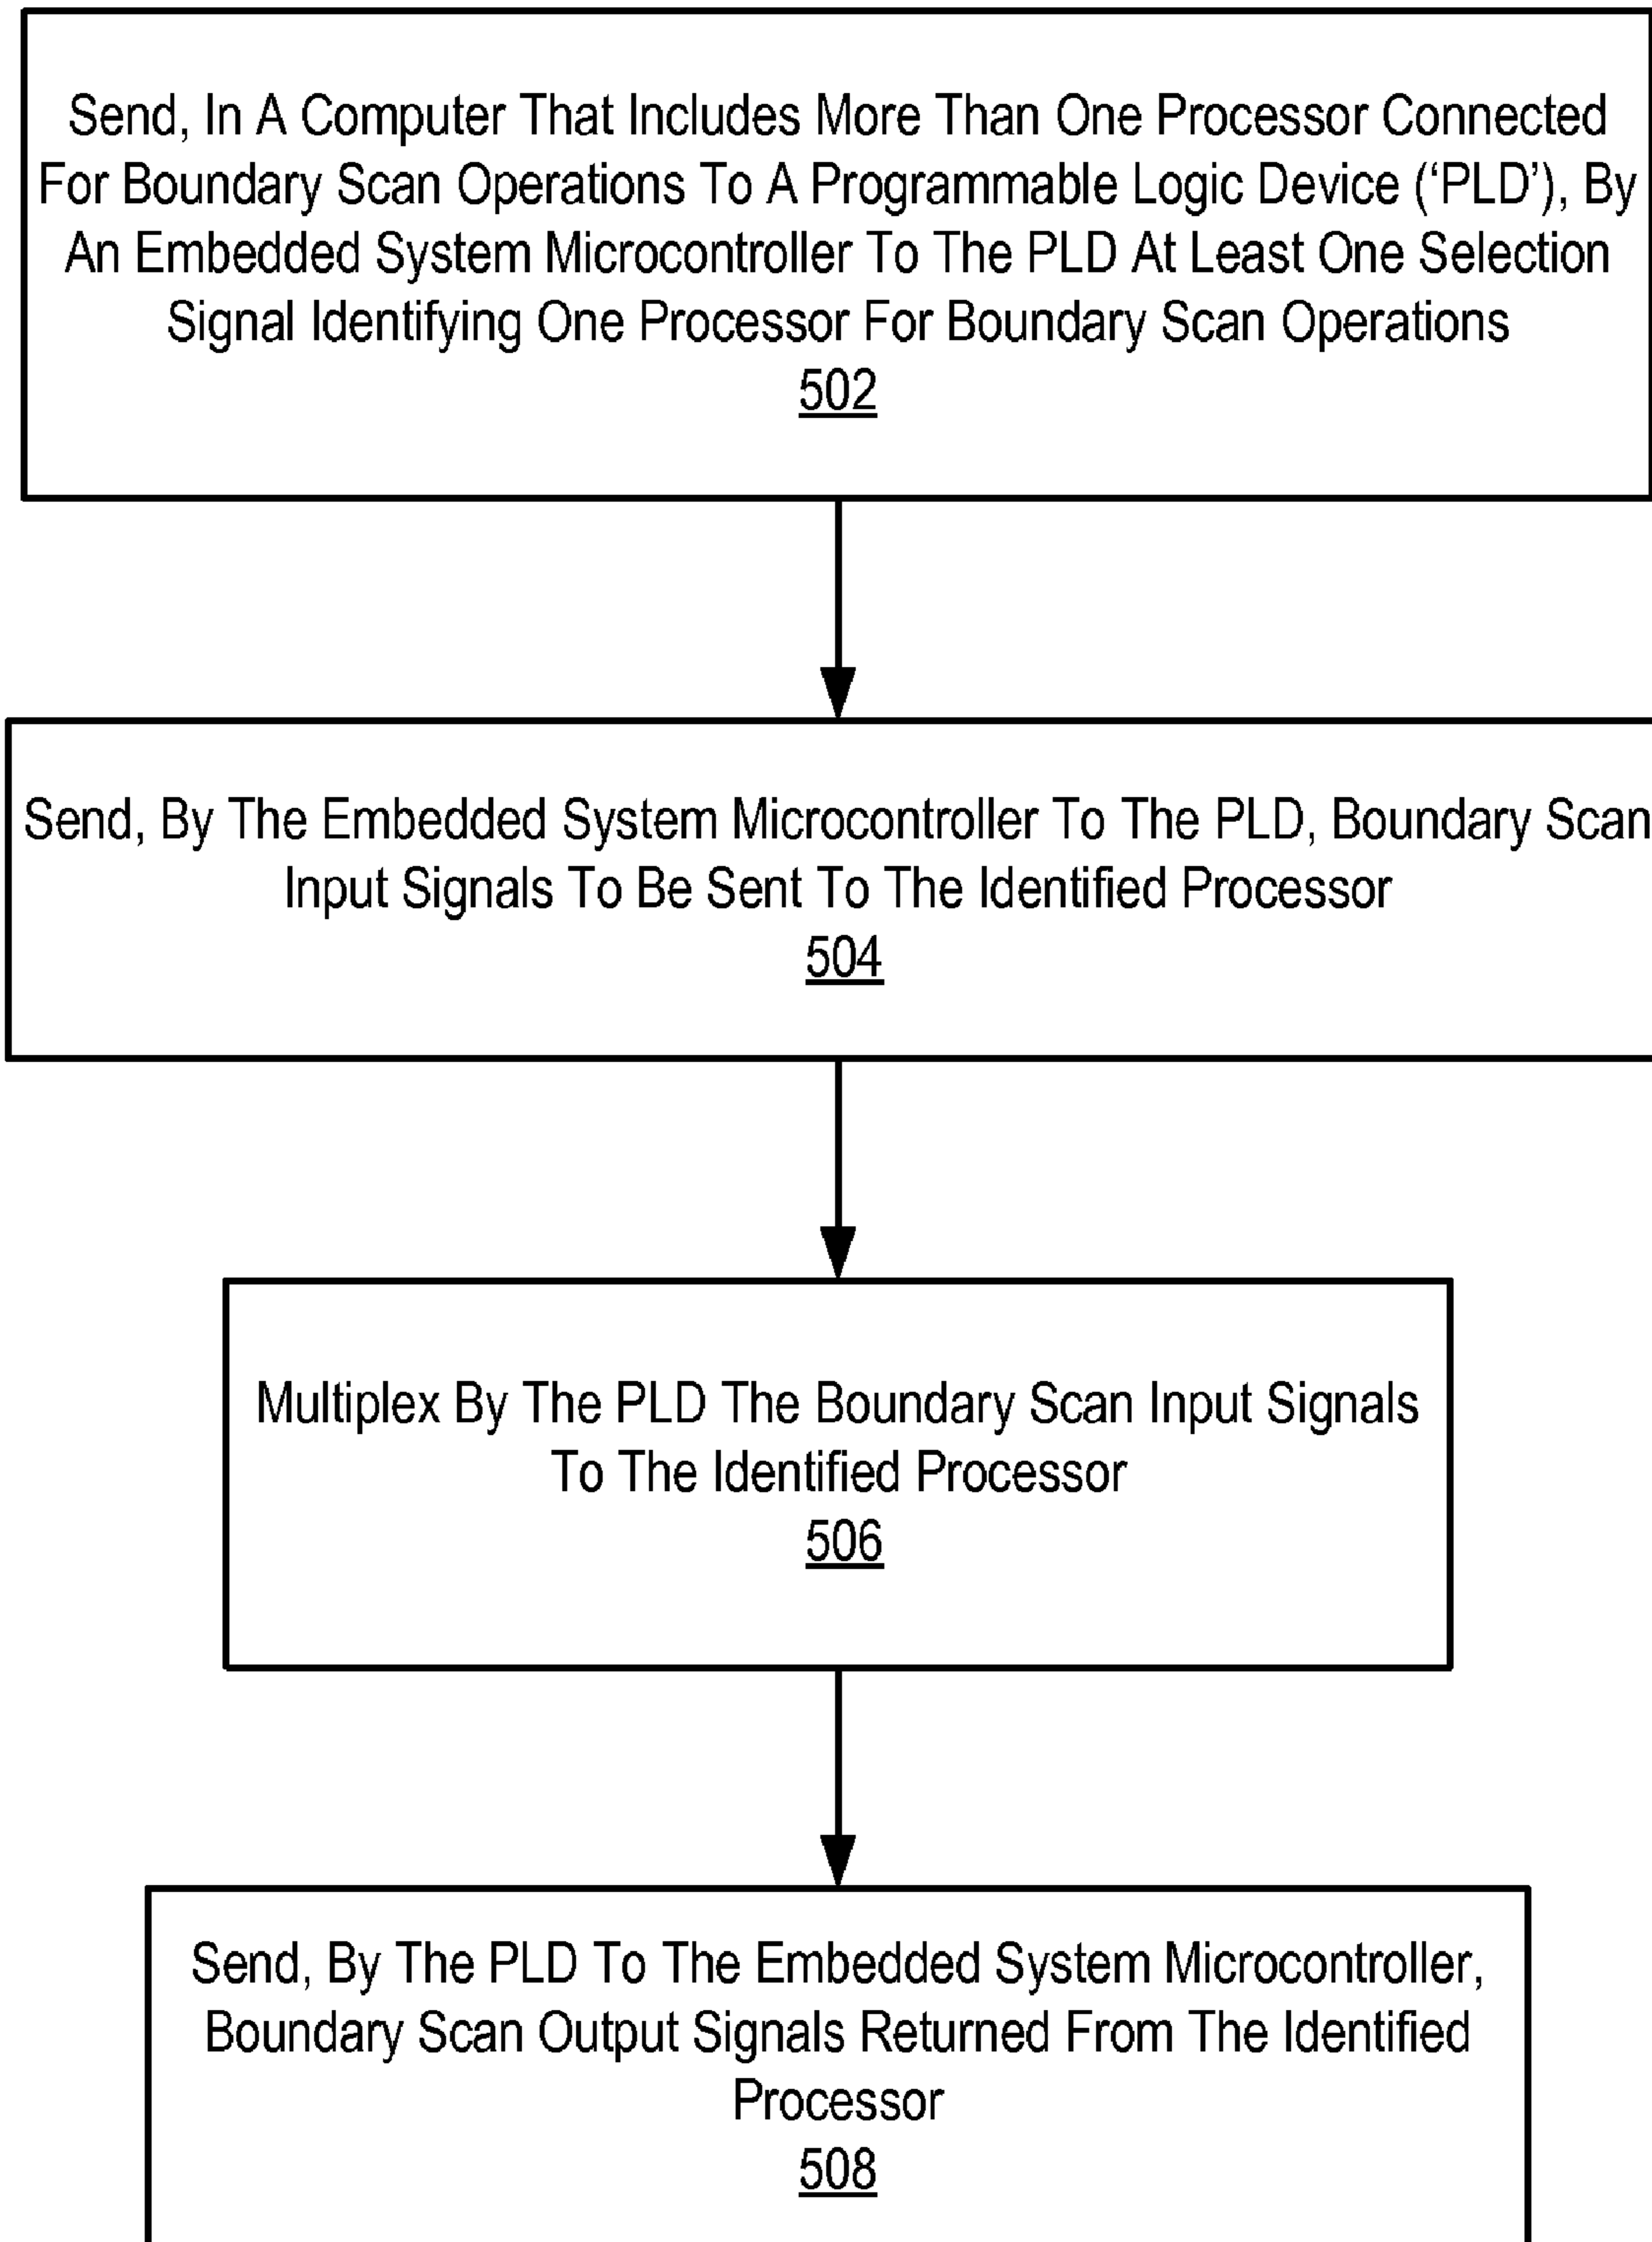 Send, In A Computer That Includes More Than One Processor Connected
For Boundary Scan Operations To A Programmable Logic Device (‘PLD’), By
An Embedded System Microcontroller To The PLD At Least One Selection
Signal Identifying One Processor For Boundary Scan Operations
502
Send, By The Embedded System Microcontroller To The PLD, Boundary Scan
Input Signals To Be Sent To The Identified Processor
504
Multiplex By The PLD The Boundary Scan Input Signals
To The Identified Processor
506
Send, By The PLD To The Embedded System Microcontroller,
Boundary Scan Output Signals Returned From The Identified
Processor
508